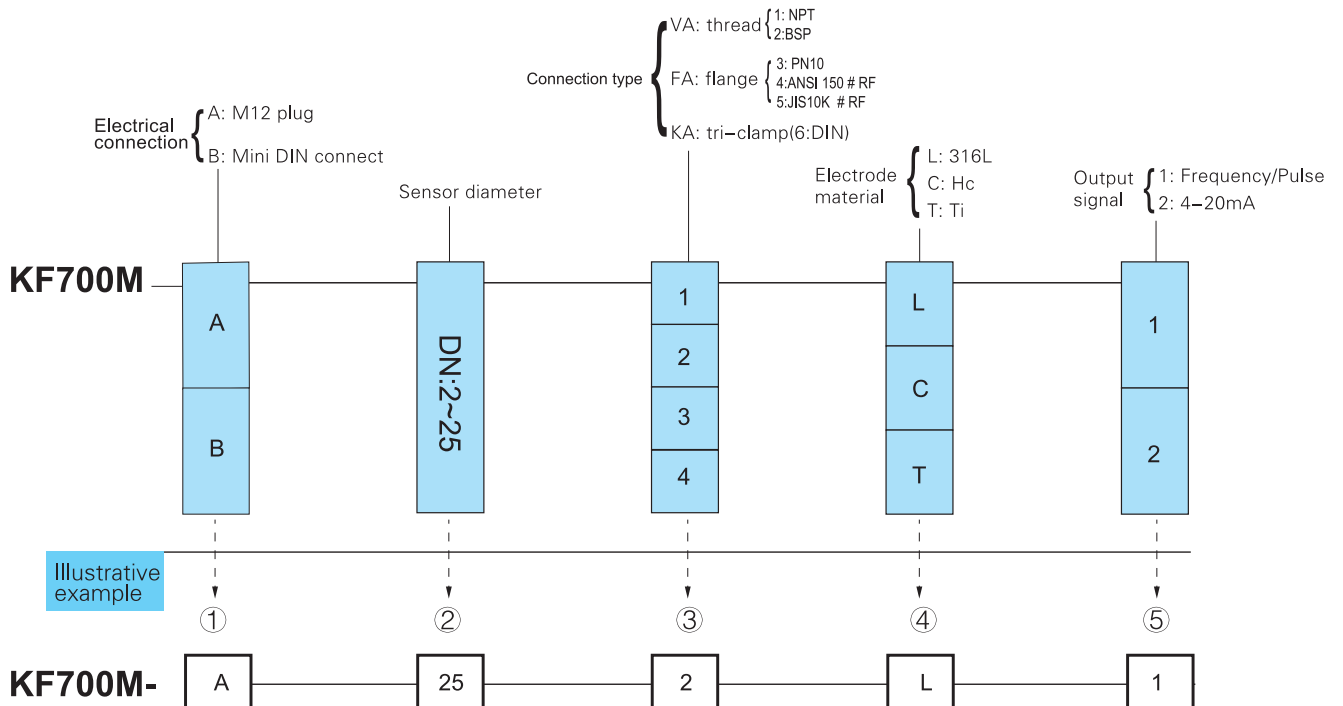 VA: thread
1: NPT
2:BSP
Connection type
FA: flange
3: PN10
4:ANSI 150 # RF
5:JIS10K # RF
KA: tri-clamp(6:DIN)
Electrical
connection
A: M12 plug
B: Mini DIN connect
Sensor diameter
Electrode
material
L: 316L
C: Hc
T: Ti
Output
signal
1: Frequency/Pulse
2: 4-20mA
KF700M
A
B
DN:2~25
1
2
3
4
L
C
T
1
2
Illustrative
example
①
②
③
④
⑤
KF700M- A 25 2 L 1